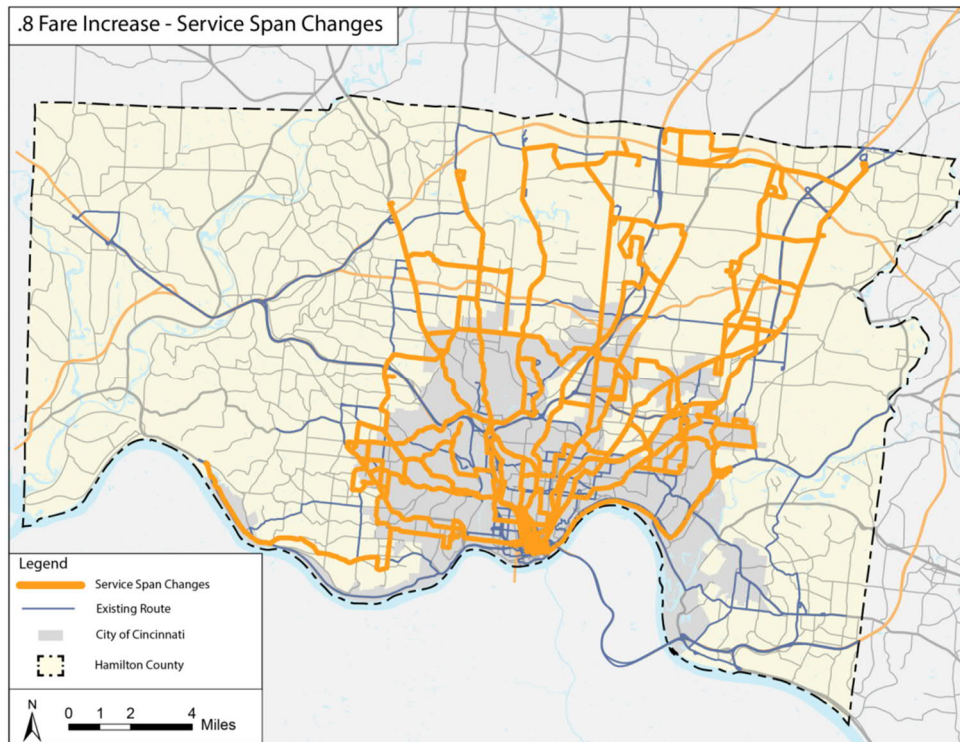 .8 Fare Increase - Service Span Changes
Legend
Service Span Changes
Existing Route
City of Cincinnati
Hamilton County
N
0 1 2 4
Miles